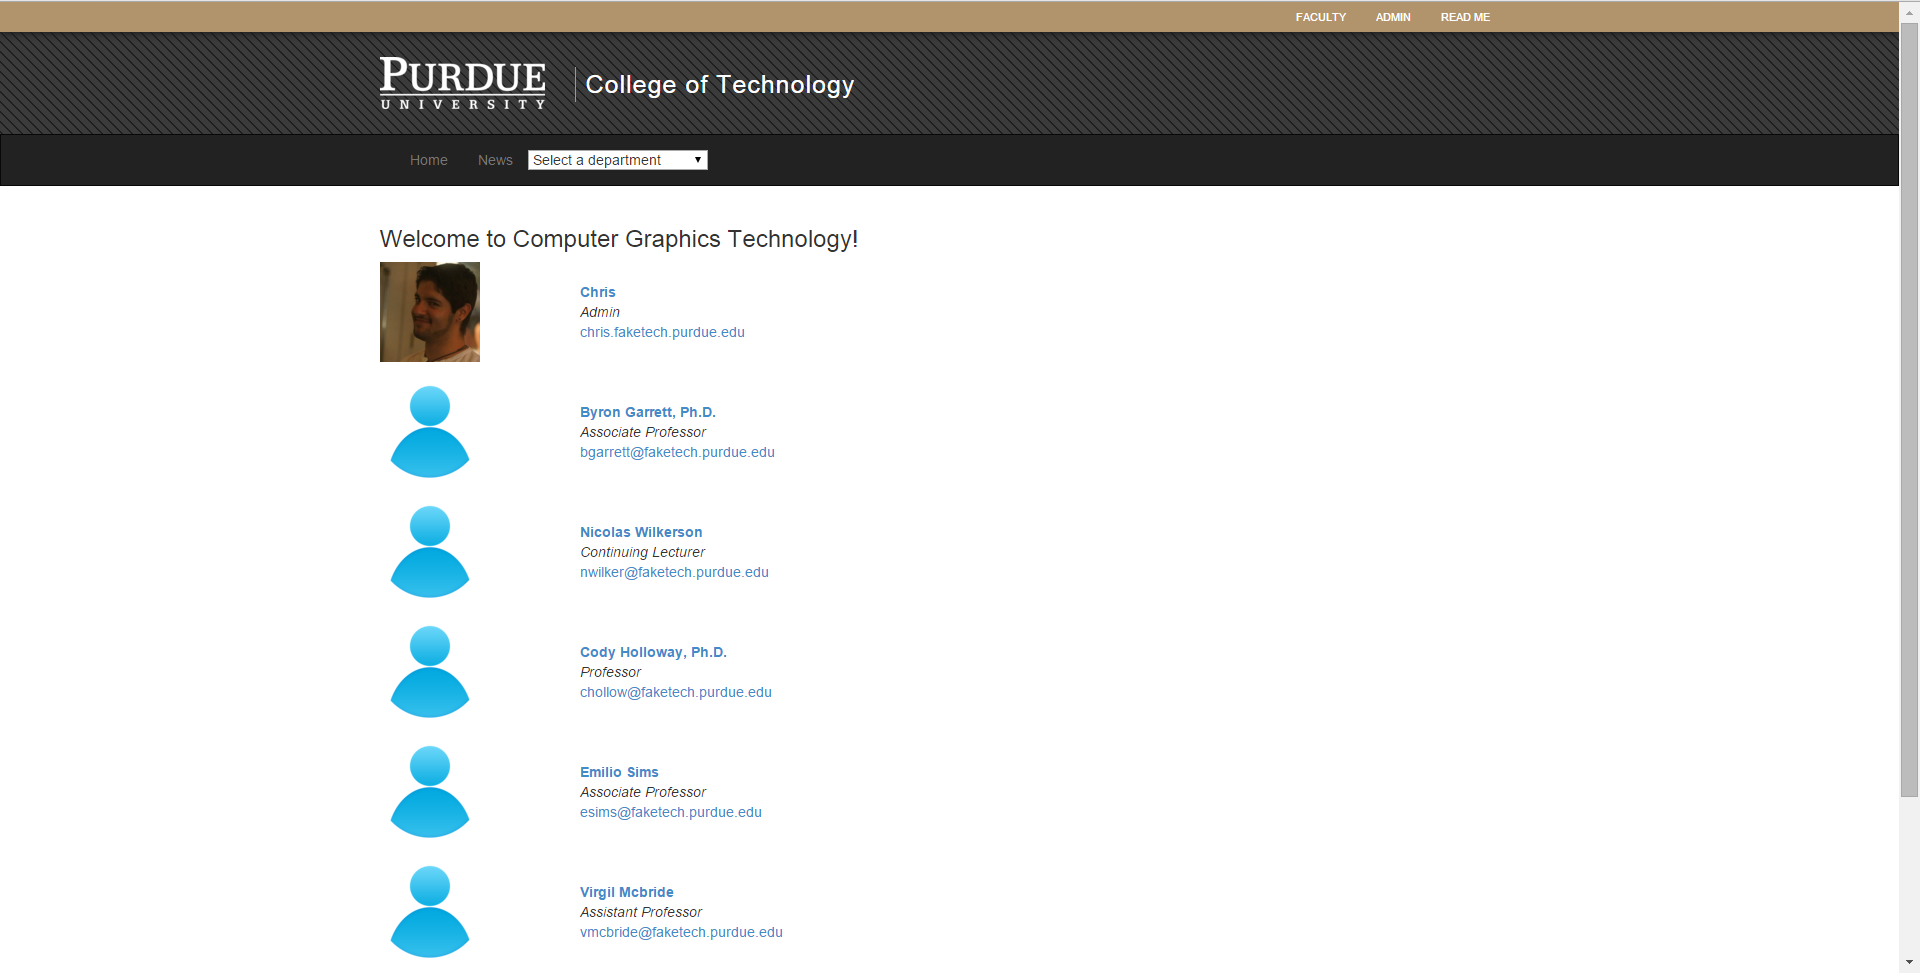 FACULTY ADMIN READ ME
PURDUE
UNIVERSITY
College of Technology
Home News Select a department
Welcome to Computer Graphics Technology!
Chris
Admin
chris.faketech.purdue.edu
Byron Garrett, Ph.D.
Associate Professor
bgarrett@faketech.purdue.edu
Nicolas Wilkerson
Continuing Lecturer
nwilker@faketech.purdue.edu
Cody Holloway, Ph.D.
Professor
chollow@faketech.purdue.edu
Emilio Sims
Associate Professor
esims@faketech.purdue.edu
Virgil Mcbride
Assistant Professor
vmcbride@faketech.purdue.edu